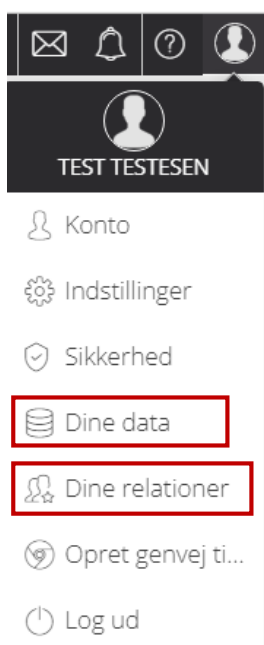 TEST TESTESEN
Konto
Indstillinger
Sikkerhed
Dine data
Dine relationer
Opret genvej ti...
Log ud